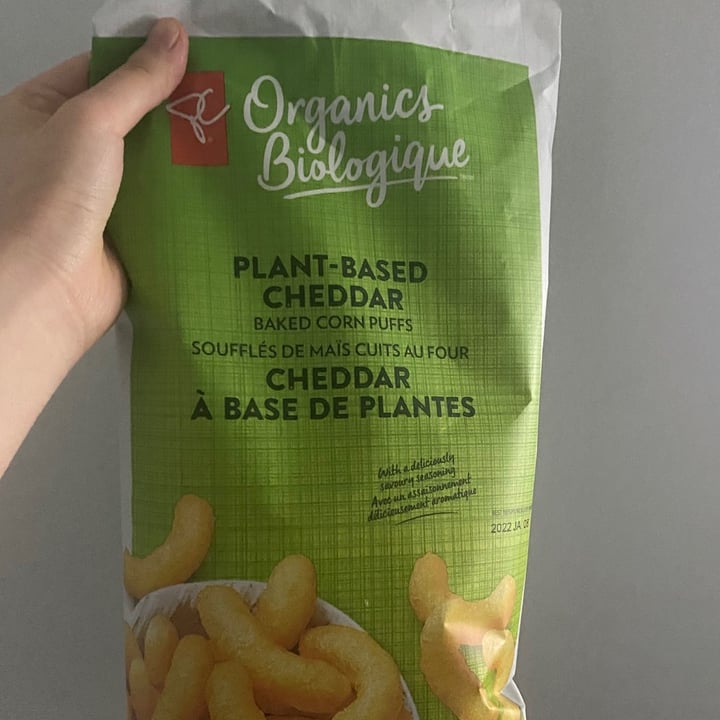 PC
Organics
Biologique
PLANT-BASED
CHEDDAR
BAKED CORN PUFFS
SOUFFLÉS DE MAÏS CUITS AU FOUR
CHEDDAR
À BASE DE PLANTES
With a deliciously
savoury seasoning
Avec un assaisonnement
délicieusement aromatique
2022 JA 08